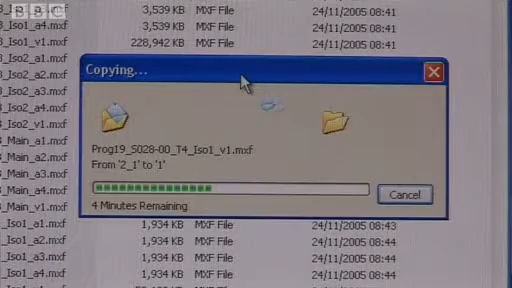 BBC
3,539 KB MXF File 24/11/2005 08:41
_Iso1_a4.mxf 3,539 KB MXF File 24/11/2005 08:41
_Iso1_v1.mxf 228,942 KB MXF File 24/11/2005 08:41
_Iso2_a1.mxf
_Iso2_a2.mxf
_Iso2_a3.mxf
_Iso2_a4.mxf
_Iso2_v1.mxf
_Main_a1.mxf
_Main_a2.mxf
_Main_a3.mxf
_Main_a4.mxf
_Main_v1.mxf
Copying...
Prog19_5028-00_T4_Iso1_v1.mxf
From '2_1' to '1'
4 Minutes Remaining
Cancel
_Iso1_a2.mxf 1,934 KB MXF File 24/11/2005 08:43
_Iso1_a3.mxf 1,934 KB MXF File 24/11/2005 08:44
_Iso1_a4.mxf 1,934 KB MXF File 24/11/2005 08:44
MXF File 24/11/2005 08:44